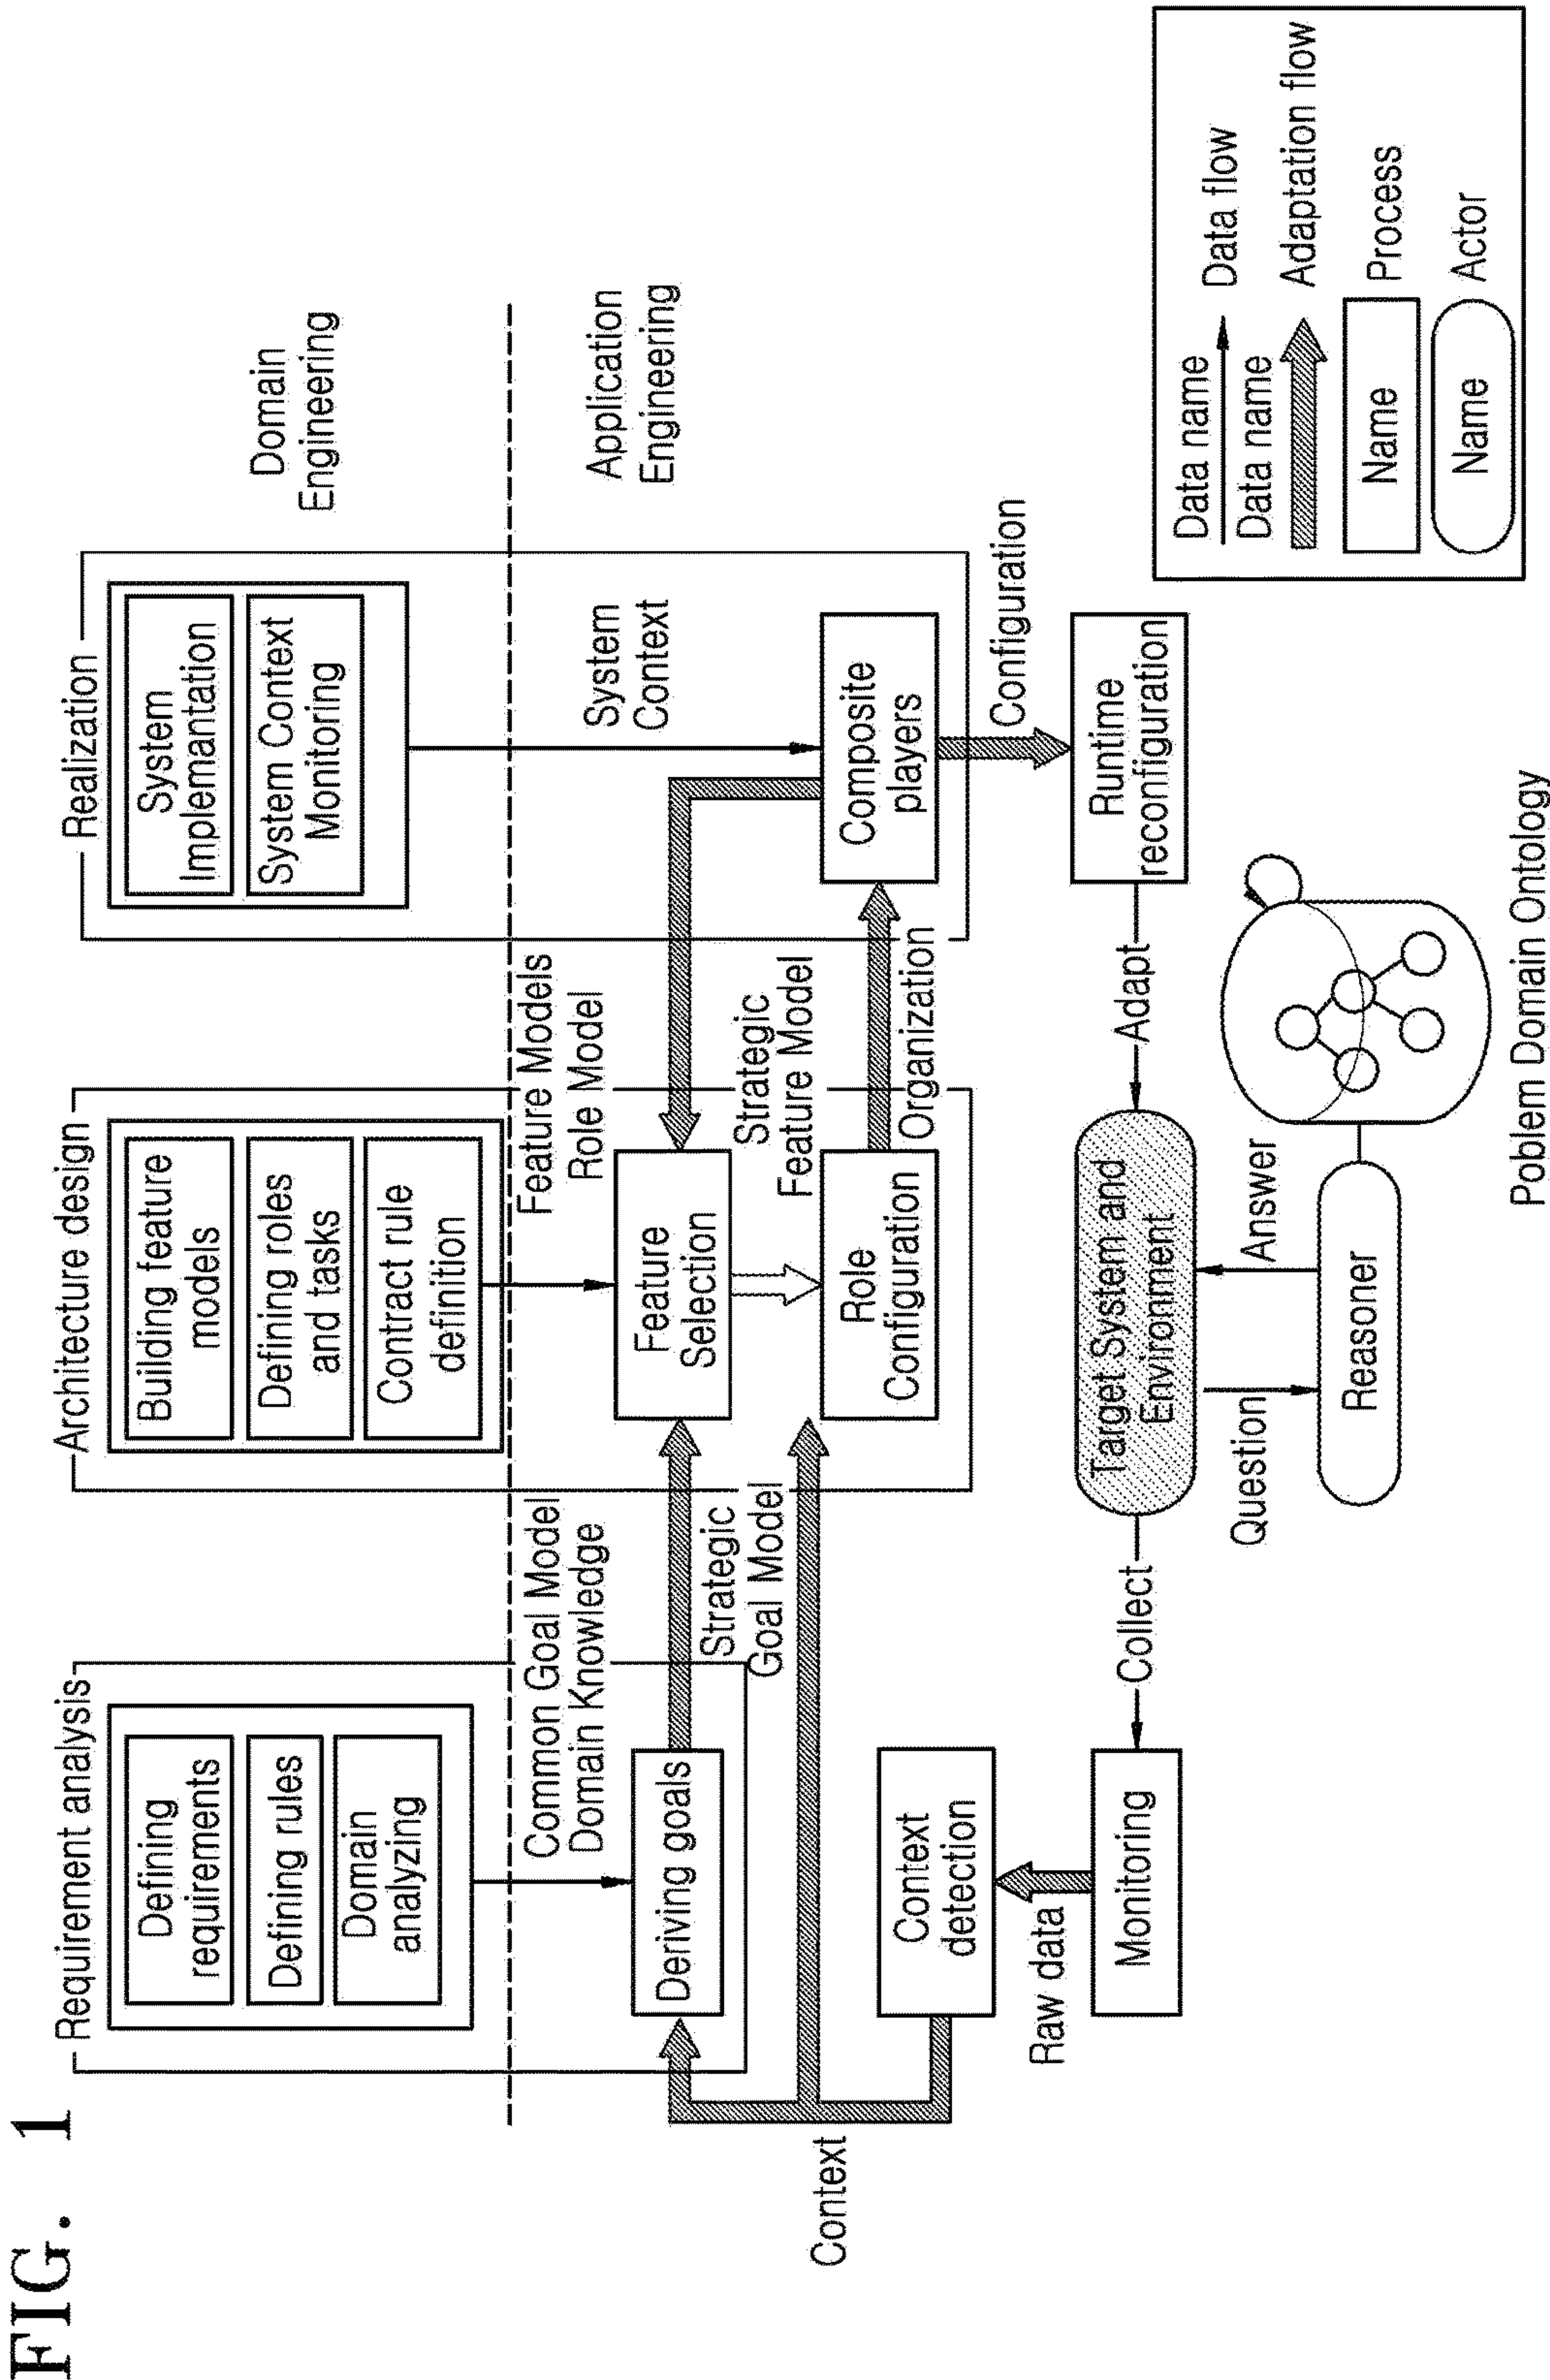 FIG. 1
Requirement analysis
Defining
requirements
Defining rules
Domain
analyzing
Architecture design
Building feature
models
Defining roles
and tasks
Contract rule
definition
Realization
System
Implemantation
System Context
Monitoring
Domain
Engineering
Application
Engineering
Common Goal Model
Domain Knowledge
Feature Models
Role Model
System
Context
Deriving goals
Strategic
Goal Model
Feature
Selection
Strategic
Feature Model
Role
Configuration
Organization
Composite
players
Configuration
Context
Context
detection
Raw data
Monitoring
Collect
Target System and
Environment
Adapt
Runtime
reconfiguration
Question
Answer
Reasoner
Poblem Domain Ontology
Data name
Data flow
Data name
Adaptation flow
Name
Process
Name
Actor